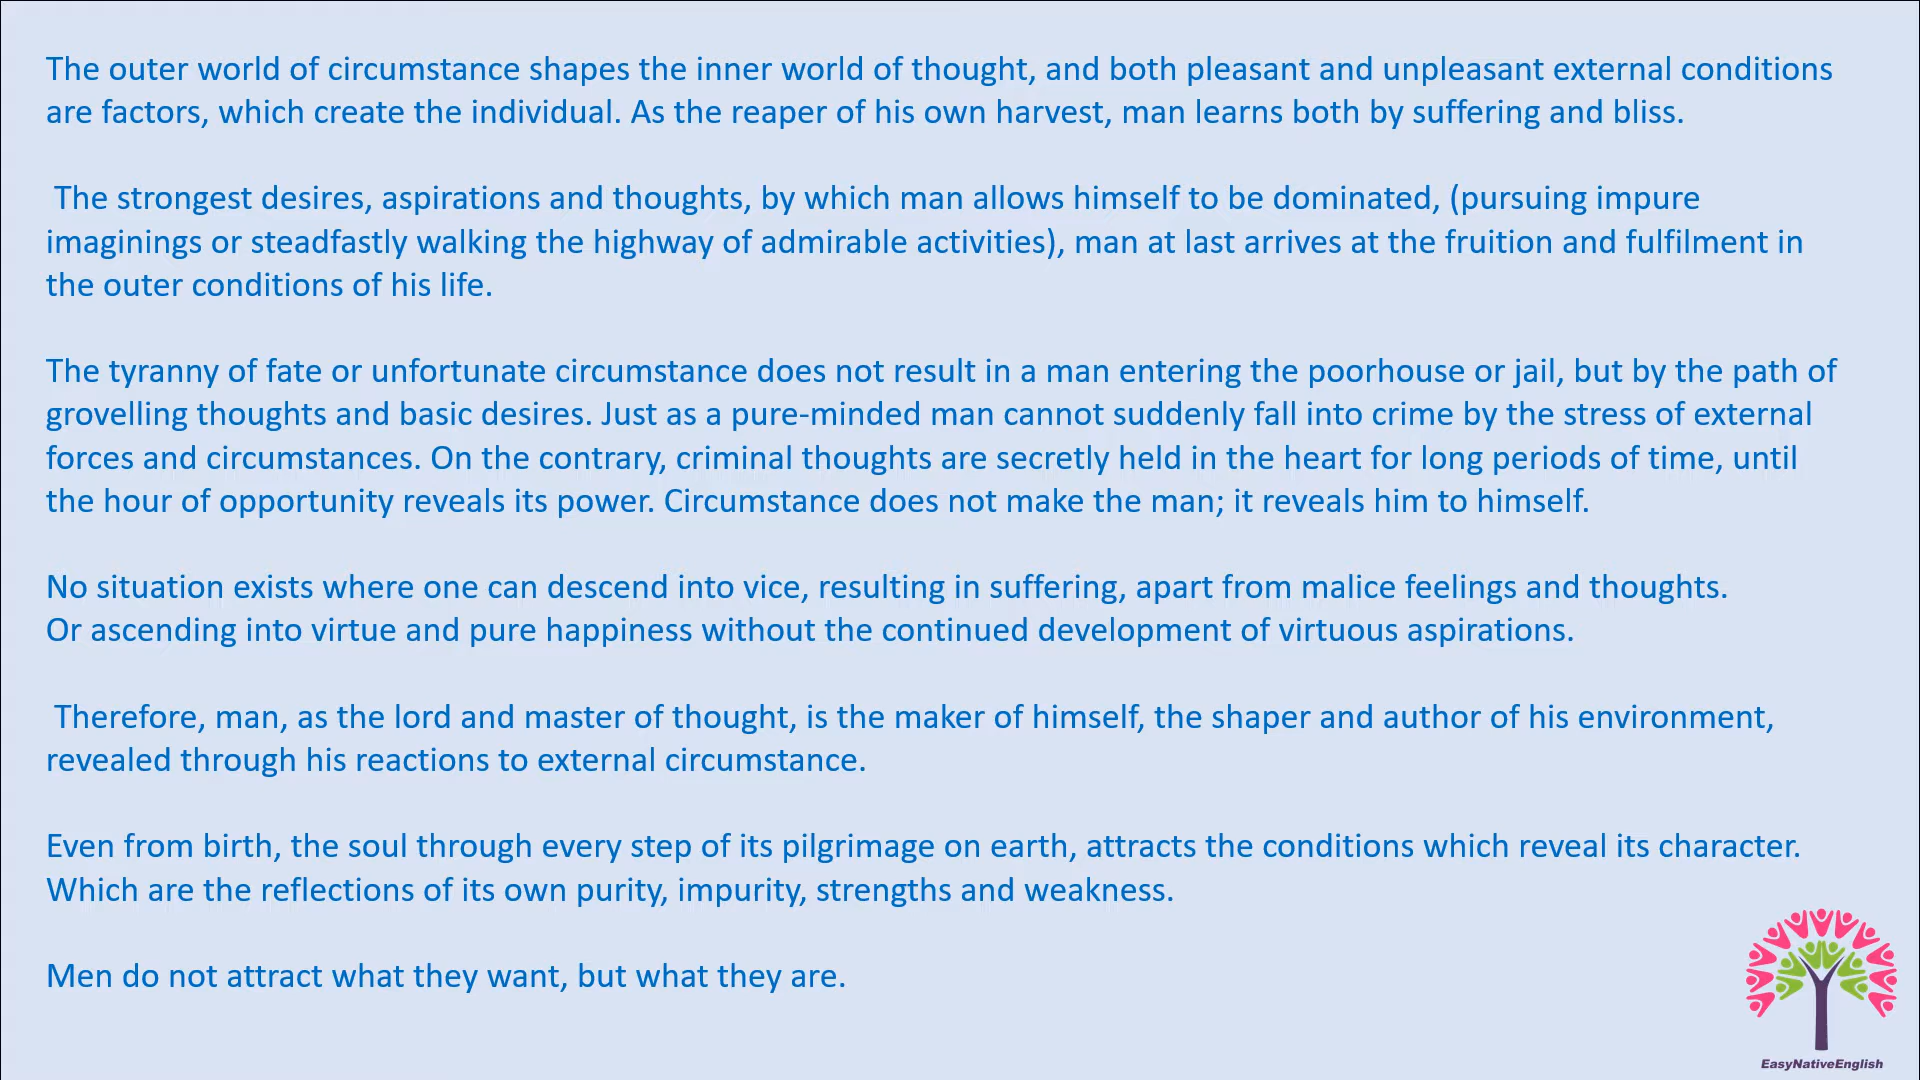 The outer world of circumstance shapes the inner world of thought, and both pleasant and unpleasant external conditions
are factors, which create the individual. As the reaper of his own harvest, man learns both by suffering and bliss.
The strongest desires, aspirations and thoughts, by which man allows himself to be dominated, (pursuing impure
imaginings or steadfastly walking the highway of admirable activities), man at last arrives at the fruition and fulfilment in
the outer conditions of his life.
The tyranny of fate or unfortunate circumstance does not result in a man entering the poorhouse or jail, but by the path of
grovelling thoughts and basic desires. Just as a pure-minded man cannot suddenly fall into crime by the stress of external
forces and circumstances. On the contrary, criminal thoughts are secretly held in the heart for long periods of time, until
the hour of opportunity reveals its power. Circumstance does not make the man; it reveals him to himself.
No situation exists where one can descend into vice, resulting in suffering, apart from malice feelings and thoughts.
Or ascending into virtue and pure happiness without the continued development of virtuous aspirations.
Therefore, man, as the lord and master of thought, is the maker of himself, the shaper and author of his environment,
revealed through his reactions to external circumstance.
Even from birth, the soul through every step of its pilgrimage on earth, attracts the conditions which reveal its character.
Which are the reflections of its own purity, impurity, strengths and weakness.
Men do not attract what they want, but what they are.
EasyNativeEnglish